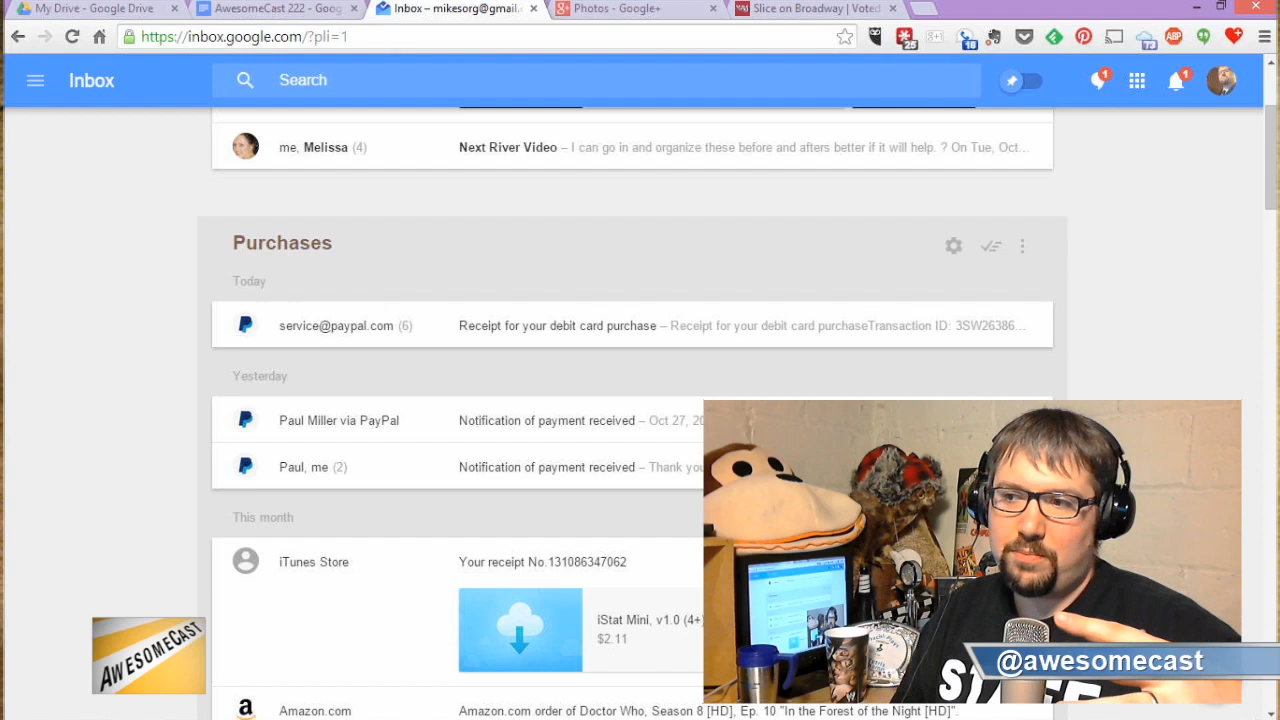 My Drive - Google Drive
AwesomeCast 222 - Goog
Inbox – mikesorg@gmail.
Photos - Google+
Slice on Broadway | Voted
https://inbox.google.com/?pli=1
25
16
73
ABP
Inbox
Search
1
1
me, Melissa (4)
Next River Video – I can go in and organize these before and afters better if it will help. ? On Tue, Oct…
Purchases
Today
service@paypal.com (6)
Receipt for your debit card purchase – Receipt for your debit card purchaseTransaction ID: 3SW26386…
Yesterday
Paul Miller via PayPal
Notification of payment received – Oct 27, 20
Paul, me (2)
Notification of payment received – Thank you
This month
iTunes Store
Your receipt No.131086347062
iStat Mini, v1.0 (4+)
$2.11
Amazon.com
Amazon.com order of Doctor Who, Season 8 [HD], Ep. 10 "In the Forest of the Night [HD]".
AWESOMECAST
@awesomecast